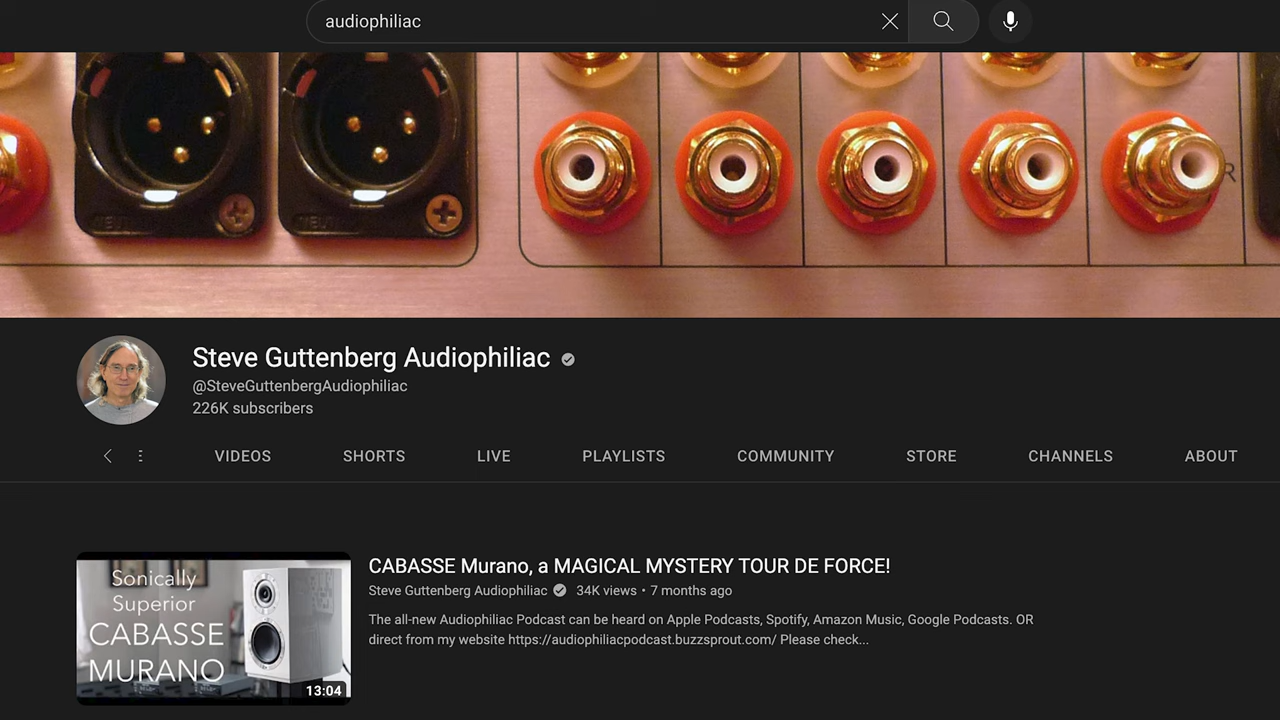 audiophiliac
R
Steve Guttenberg Audiophiliac
@SteveGuttenbergAudiophiliac
226K subscribers
VIDEOS SHORTS LIVE PLAYLISTS COMMUNITY STORE CHANNELS ABOUT
Sonically
Superior
CABASSE
MURANO
13:04
CABASSE Murano, a MAGICAL MYSTERY TOUR DE FORCE!
Steve Guttenberg Audiophiliac 34K views • 7 months ago
The all-new Audiophiliac Podcast can be heard on Apple Podcasts, Spotify, Amazon Music, Google Podcasts. OR
direct from my website https://audiophiliacpodcast.buzzsprout.com/ Please check...